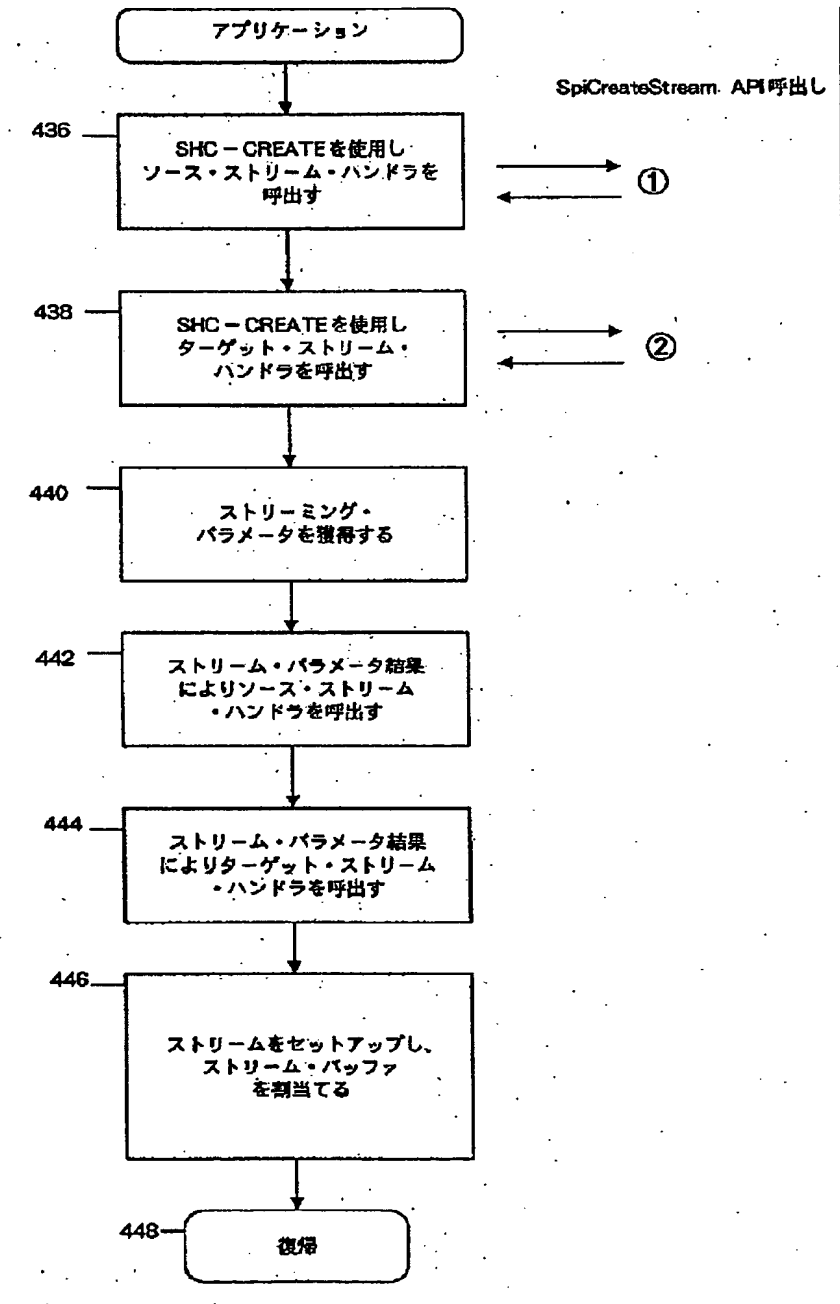 アプリケーション
SpiCreateStream API呼出し
436
SHC－CREATEを使用し
ソース・ストリーム・ハンドラを
呼出す
①
438
SHC－CREATEを使用し
ターゲット・ストリーム・
ハンドラを呼出す
②
440
ストリーミング・
パラメータを獲得する
442
ストリーム・パラメータ結果
によりソース・ストリーム
・ハンドラを呼出す
444
ストリーム・パラメータ結果
によりターゲット・ストリーム
・ハンドラを呼出す
446
ストリームをセットアップし、
ストリーム・バッファ
を割当てる
448
復帰